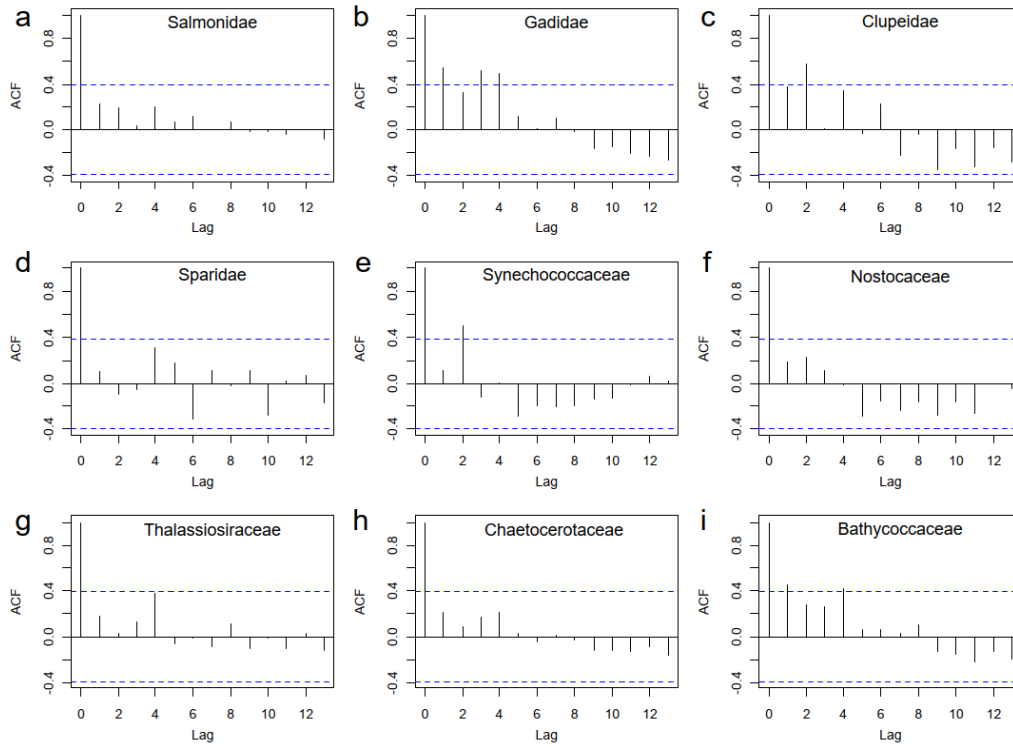 a Salmonidae
ACF
0.8
0.4
0.0
-0.4
0 2 4 6 8 10 12
Lag
b Gadidae
ACF
0.8
0.4
0.0
-0.4
0 2 4 6 8 10 12
Lag
c Clupeidae
ACF
0.8
0.4
0.0
-0.4
0 2 4 6 8 10 12
Lag
d Sparidae
ACF
0.8
0.4
0.0
-0.4
0 2 4 6 8 10 12
Lag
e Synechococcaceae
ACF
0.8
0.4
0.0
-0.4
0 2 4 6 8 10 12
Lag
f Nostocaceae
ACF
0.8
0.4
0.0
-0.4
0 2 4 6 8 10 12
Lag
g Thalassiosiraceae
ACF
0.8
0.4
0.0
-0.4
0 2 4 6 8 10 12
Lag
h Chaetocerotaceae
ACF
0.8
0.4
0.0
-0.4
0 2 4 6 8 10 12
Lag
i Bathycoccaceae
ACF
0.8
0.4
0.0
-0.4
0 2 4 6 8 10 12
Lag